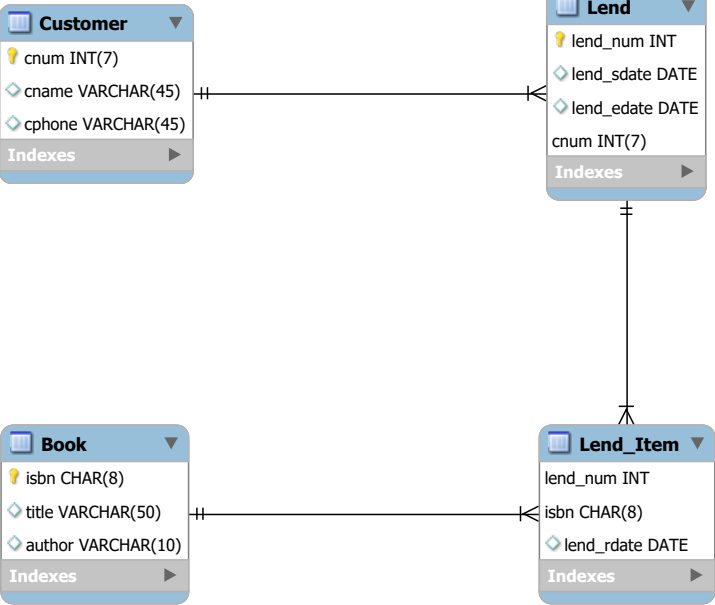 Customer
cnum INT(7)
cname VARCHAR(45)
cphone VARCHAR(45)
Indexes
Lend
lend_num INT
lend_sdate DATE
lend_edate DATE
cnum INT(7)
Indexes
Book
isbn CHAR(8)
title VARCHAR(50)
author VARCHAR(10)
Indexes
Lend_Item
lend_num INT
isbn CHAR(8)
lend_rdate DATE
Indexes